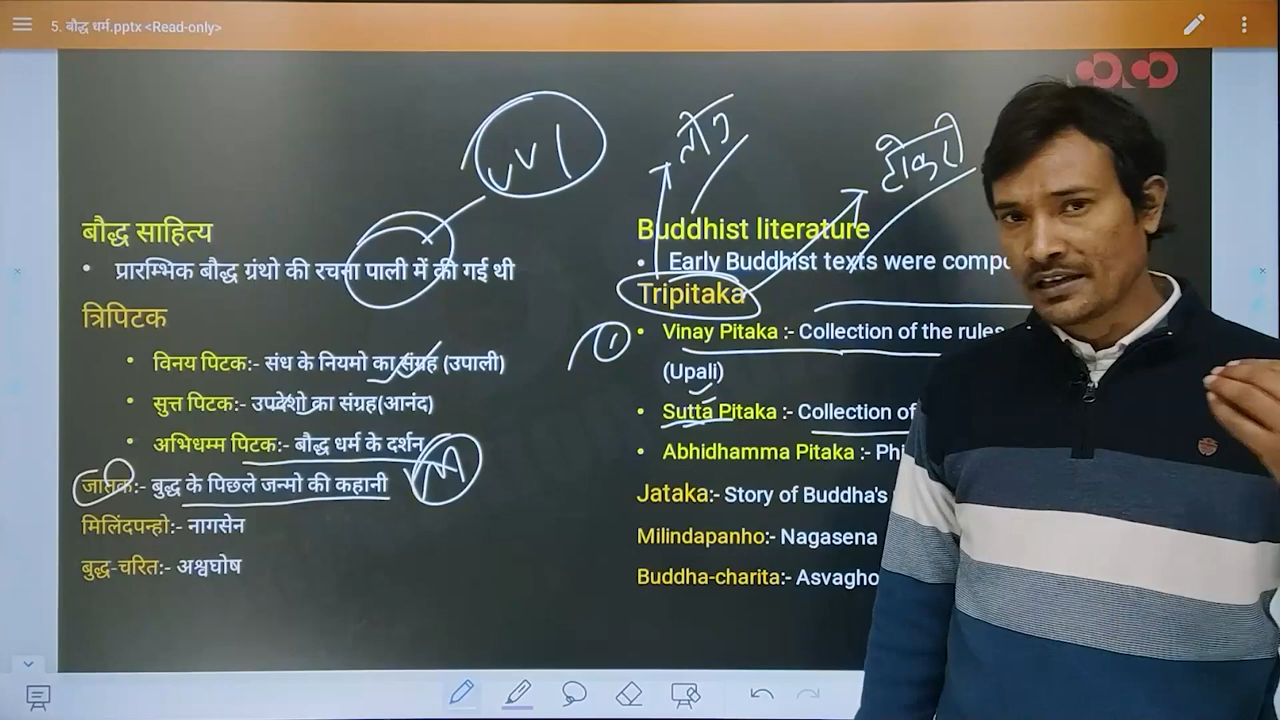 5. बौद्ध धर्म.pptx <Read-only>
VVI
तीन
टोकरी
बौद्ध साहित्य
• प्रारम्भिक बौद्ध ग्रंथो की रचना पाली में की गई थी
त्रिपिटक
• विनय पिटक:- संध के नियमो का संग्रह (उपाली)
• सुत्त पिटक:- उपदेशो का संग्रह(आनंद)
• अभिधम्म पिटक:- बौद्ध धर्म के दर्शन
जातक:- बुद्ध के पिछले जन्मो की कहानी
मिलिंदपन्हो:- नागसेन
बुद्ध-चरित:- अश्वघोष
Buddhist literature
• Early Buddhist texts were compo
Tripitaka
1
• Vinay Pitaka :- Collection of the rules
(Upali)
• Sutta Pitaka :- Collection of
• Abhidhamma Pitaka :- Phi
Jataka:- Story of Buddha's
Milindapanho:- Nagasena
Buddha-charita:- Asvagho